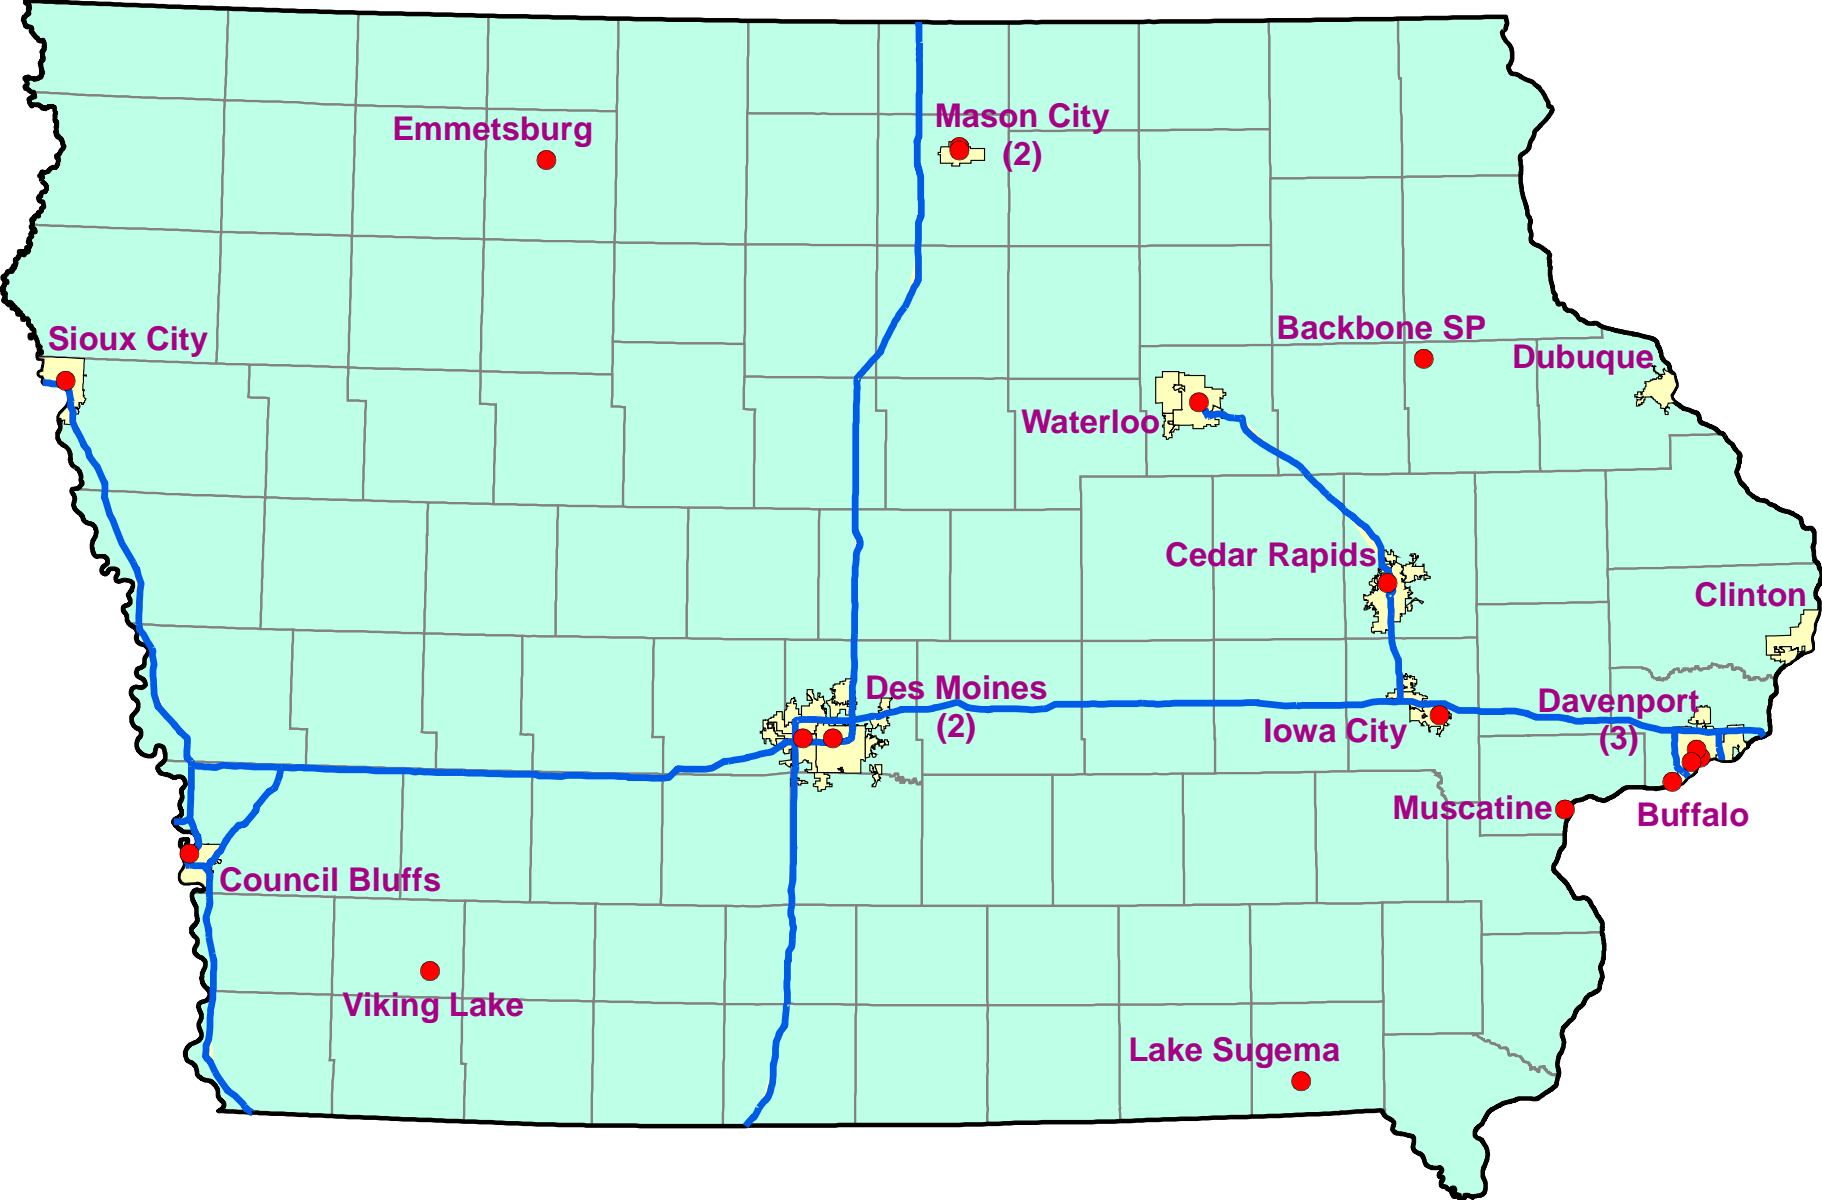 Mason City
(2)
Emmetsburg
Backbone SP
Sioux City
Dubuque
Waterloo
Cedar Rapids
Clinton
Des Moines
(2)
Davenport
(3)
Iowa City
Muscatine
Buffalo
Council Bluffs
Viking Lake
Lake Sugema